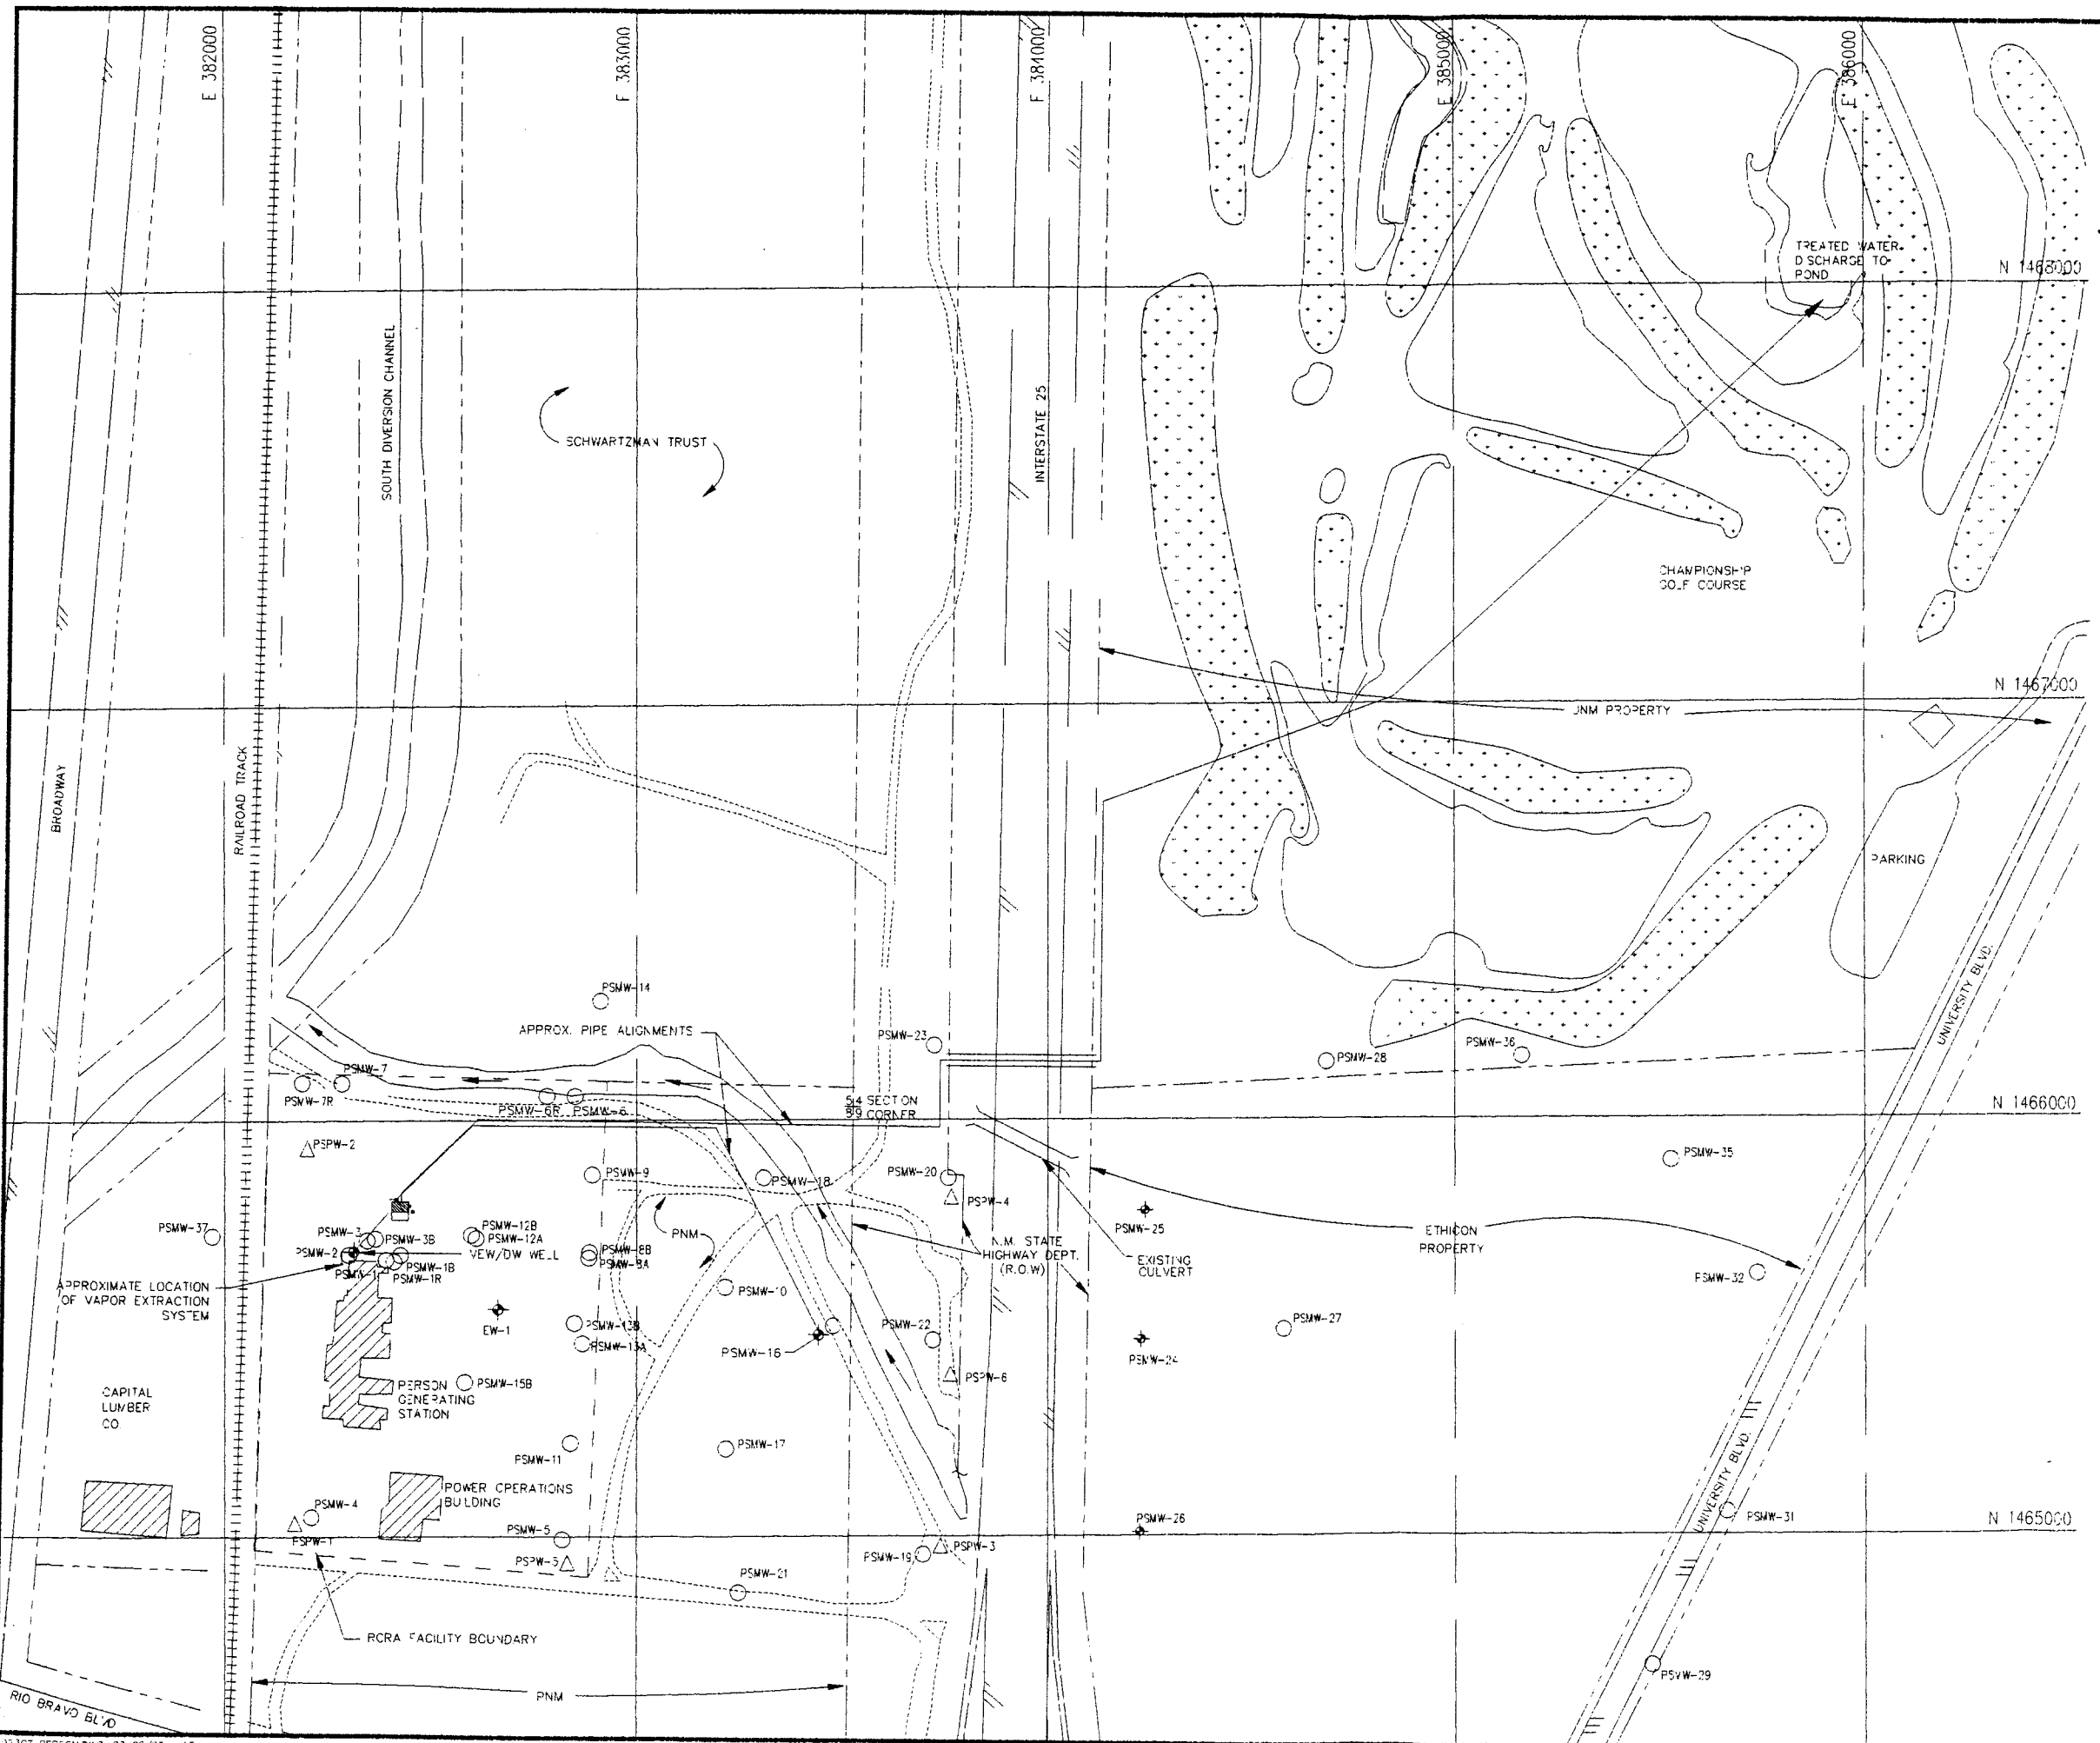 E 382000
E 383000
E 384000
E 385000
E 386000
TREATED WATER
DISCHARGE TO
POND
N 1468000
SOUTH DIVERSION CHANNEL
SCHWARTZMAN TRUST
INTERSTATE 25
CHAMPIONSHIP
GOLF COURSE
N 1467000
UNM PROPERTY
BROADWAY
RAILROAD TRACK
PARKING
UNIVERSITY BLVD.
PSMW-14
APPROX. PIPE ALIGNMENTS
PSMW-23
PSMW-28
PSMW-36
PSMW-7
PSMW-7R
PSMW-6R
PSMW-6
5 4 SECTION
8 9 CORNER
N 1466000
PSPW-2
PSMW-9
PSMW-18
PSMW-20
PSPW-4
PSMW-35
PSMW-37
PSMW-3
PSMW-3B
PSMW-12B
PSMW-12A
PNM
PSMW-25
ETHICON
PROPERTY
PSMW-2
VEW/DW WELL
PSMW-8B
PSMW-8A
N.M. STATE
HIGHWAY DEPT.
(R.O.W)
EXISTING
CULVERT
PSMW-1
PSMW-1B
PSMW-1R
PSMW-32
APPROXIMATE LOCATION
OF VAPOR EXTRACTION
SYSTEM
PSMW-10
EW-1
PSMW-13B
PSMW-13A
PSMW-16
PSMW-22
PSMW-24
PSMW-27
PSPW-6
CAPITAL
LUMBER
CO.
PERSON
GENERATING
STATION
PSMW-15B
PSMW-11
PSMW-17
UNIVERSITY BLVD.
POWER OPERATIONS
BUILDING
PSMW-4
PSPW-1
PSMW-5
PSPW-5
PSMW-19
PSPW-3
PSMW-26
PSMW-31
N 1465000
PSMW-21
RCRA FACILITY BOUNDARY
PSMW-29
PNM
RIO BRAVO BLVD